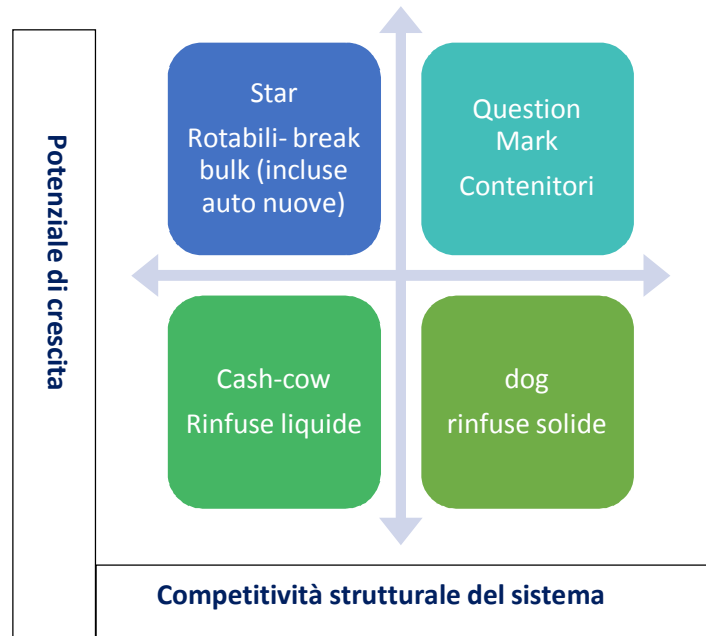 Potenziale di crescita
Star
Rotabili- break
bulk (incluse
auto nuove)
Question
Mark
Contenitori
Cash-cow
Rinfuse liquide
dog
rinfuse solide
Competitività strutturale del sistema